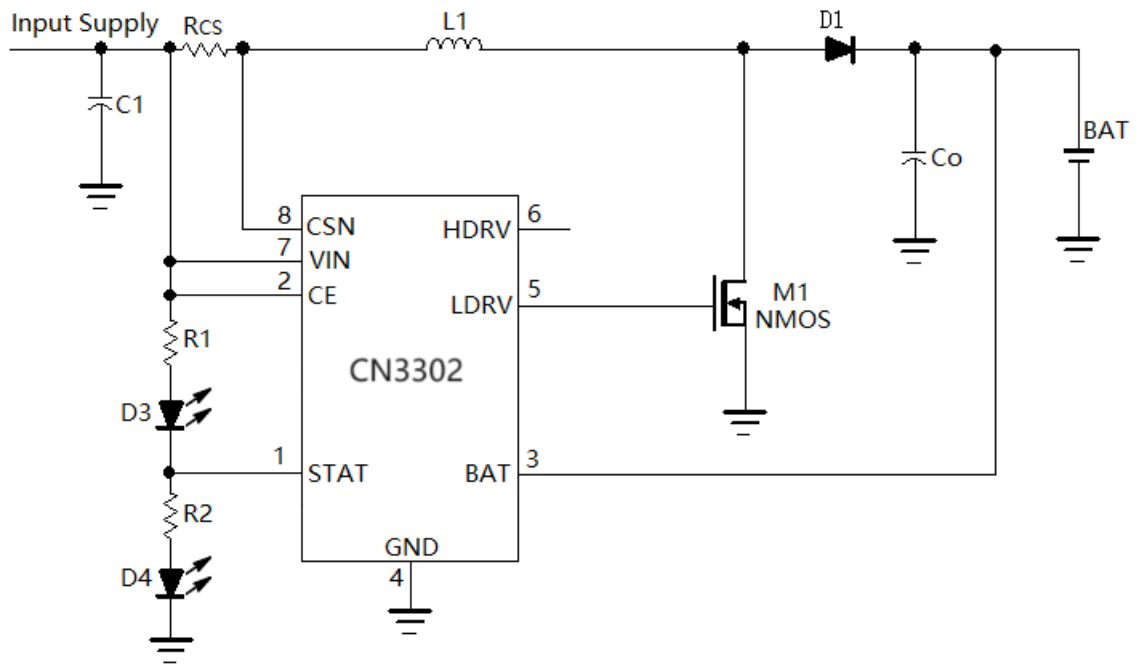 Input Supply
RCS
L1
D1
C1
Co
BAT
8
CSN
HDRV
6
7
VIN
2
CE
LDRV
5
M1
NMOS
R1
CN3302
D3
1
STAT
BAT
3
R2
GND
4
D4